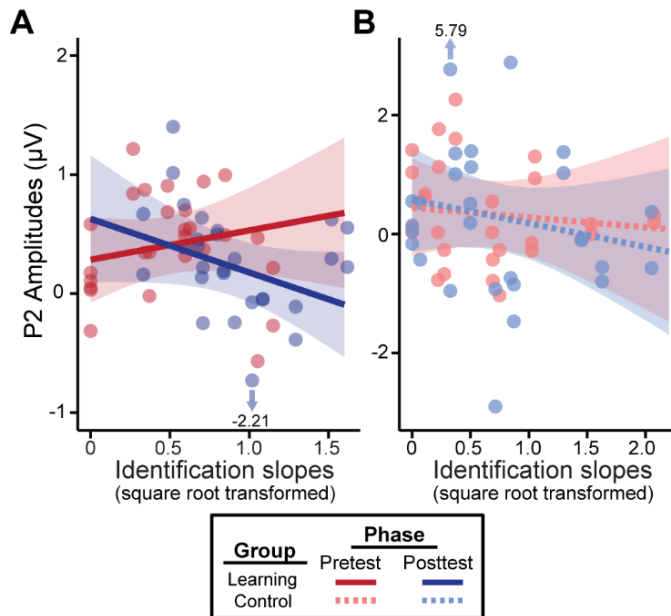 A
B
5.79
2
1
0
-1
P2 Amplitudes (µV)
-2.21
2
0
-2
0 0.5 1.0 1.5
0 0.5 1.0 1.5 2.0
Identification slopes
(square root transformed)
Identification slopes
(square root transformed)
Phase
Group Pretest Posttest
Learning
Control